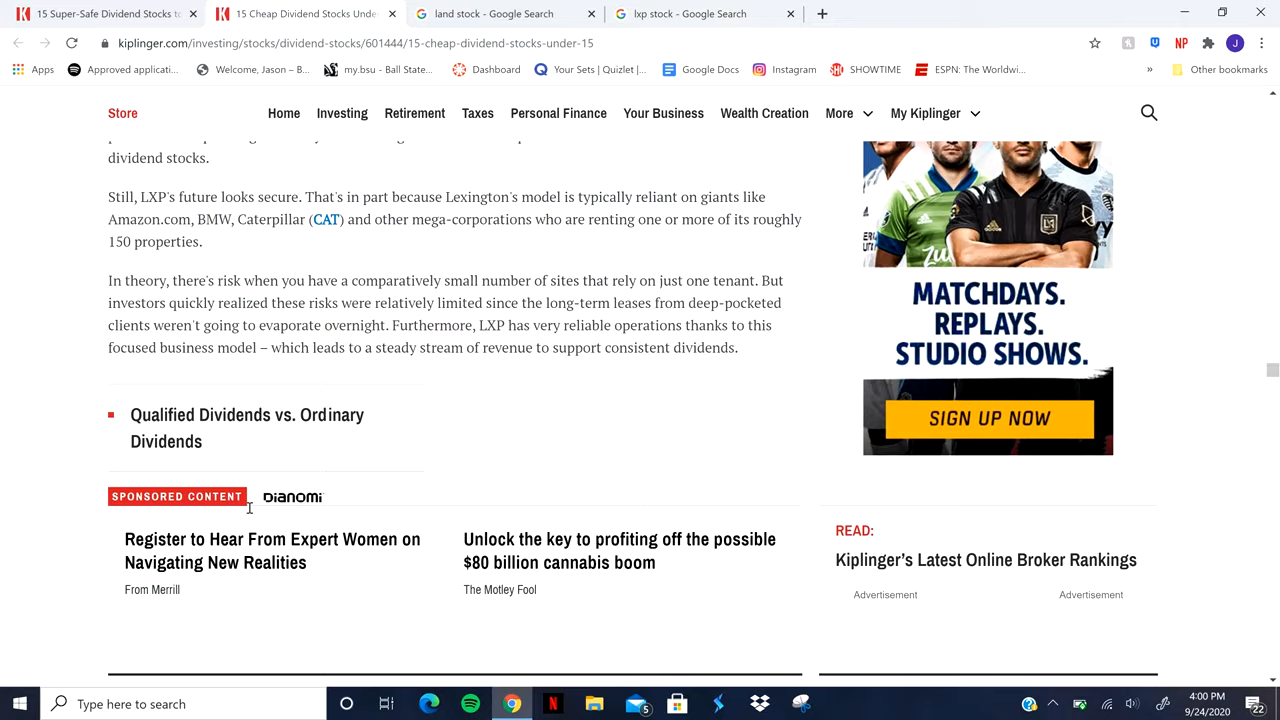 15 Super-Safe Dividend Stocks to
15 Cheap Dividend Stocks Unde
land stock - Google Search
lxp stock - Google Search
kiplinger.com/investing/stocks/dividend-stocks/601444/15-cheap-dividend-stocks-under-15
NP
J
Apps
Approved applicati...
Welcome, Jason – B...
my.bsu - Ball State...
Dashboard
Your Sets | Quizlet |...
Google Docs
Instagram
SHOWTIME
ESPN: The Worldwi...
»
Other bookmarks
Store
Home
Investing
Retirement
Taxes
Personal Finance
Your Business
Wealth Creation
More
My Kiplinger
dividend stocks.
Still, LXP's future looks secure. That's in part because Lexington's model is typically reliant on giants like
Amazon.com, BMW, Caterpillar (CAT) and other mega-corporations who are renting one or more of its roughly
150 properties.
In theory, there's risk when you have a comparatively small number of sites that rely on just one tenant. But
investors quickly realized these risks were relatively limited since the long-term leases from deep-pocketed
clients weren't going to evaporate overnight. Furthermore, LXP has very reliable operations thanks to this
focused business model – which leads to a steady stream of revenue to support consistent dividends.
Qualified Dividends vs. Ordinary
Dividends
SPONSORED CONTENT
Dianomi
Register to Hear From Expert Women on
Navigating New Realities
From Merrill
Unlock the key to profiting off the possible
$80 billion cannabis boom
The Motley Fool
MATCHDAYS.
REPLAYS.
STUDIO SHOWS.
SIGN UP NOW
READ:
Kiplinger's Latest Online Broker Rankings
Advertisement
Advertisement
Type here to search
5
4:00 PM
9/24/2020
22